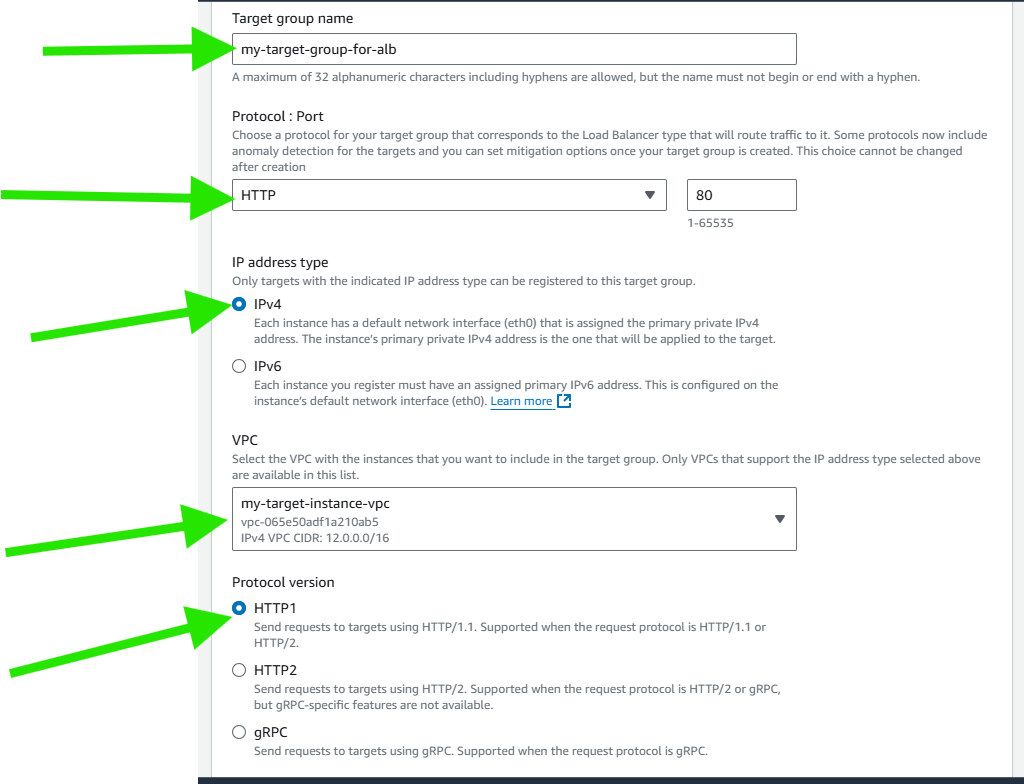 Target group name
my-target-group-for-alb
A maximum of 32 alphanumeric characters including hyphens are allowed, but the name must not begin or end with a hyphen.
Protocol : Port
Choose a protocol for your target group that corresponds to the Load Balancer type that will route traffic to it. Some protocols now include
anomaly detection for the targets and you can set mitigation options once your target group is created. This choice cannot be changed
after creation
HTTP
80
1-65535
IP address type
Only targets with the indicated IP address type can be registered to this target group.
IPv4
Each instance has a default network interface (eth0) that is assigned the primary private IPv4
address. The instance's primary private IPv4 address is the one that will be applied to the target.
IPv6
Each instance you register must have an assigned primary IPv6 address. This is configured on the
instance's default network interface (eth0). Learn more
VPC
Select the VPC with the instances that you want to include in the target group. Only VPCs that support the IP address type selected above
are available in this list.
my-target-instance-vpc
vpc-065e50adf1a210ab5
IPv4 VPC CIDR: 12.0.0.0/16
Protocol version
HTTP1
Send requests to targets using HTTP/1.1. Supported when the request protocol is HTTP/1.1 or
HTTP/2.
HTTP2
Send requests to targets using HTTP/2. Supported when the request protocol is HTTP/2 or gRPC,
but gRPC-specific features are not available.
gRPC
Send requests to targets using gRPC. Supported when the request protocol is gRPC.